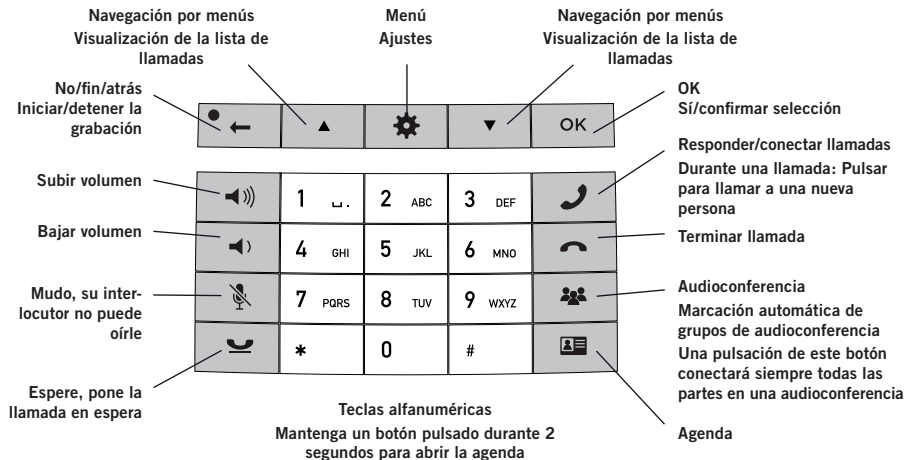 Navegación por menús
Visualización de la lista de
llamadas
Menú
Ajustes
Navegación por menús
Visualización de la lista de
llamadas
No/fin/atrás
Iniciar/detener la
grabación
OK
OK
Sí/confirmar selección
Responder/conectar llamadas
Durante una llamada: Pulsar
para llamar a una nueva
persona
Subir volumen
1 ␣ .
2 ABC
3 DEF
Bajar volumen
4 GHI
5 JKL
6 MNO
Terminar llamada
Mudo, su inter-
locutor no puede
oírle
7 PQRS
8 TUV
9 WXYZ
Audioconferencia
Marcación automática de
grupos de audioconferencia
Una pulsación de este botón
conectará siempre todas las
partes en una audioconferencia
*
0
#
Espere, pone la
llamada en espera
Teclas alfanuméricas
Mantenga un botón pulsado durante 2
segundos para abrir la agenda
Agenda